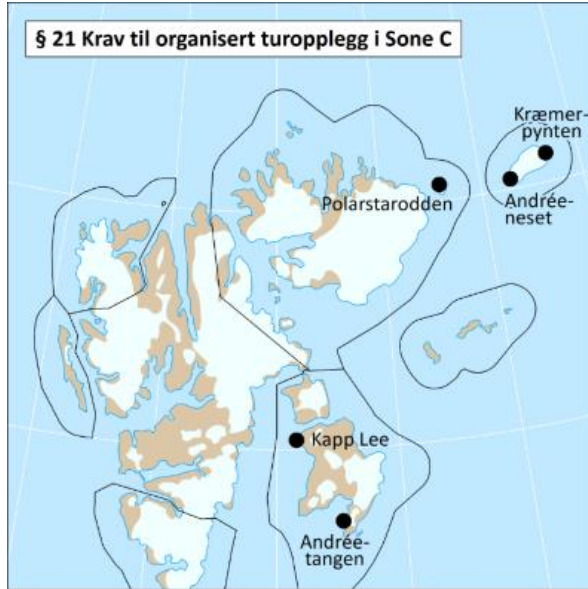 § 21 Krav til organisert turopplegg i Sone C
Kræmer-
pynten
Polarstarodden
Andrée-
neset
Kapp Lee
Andrée-
tangen